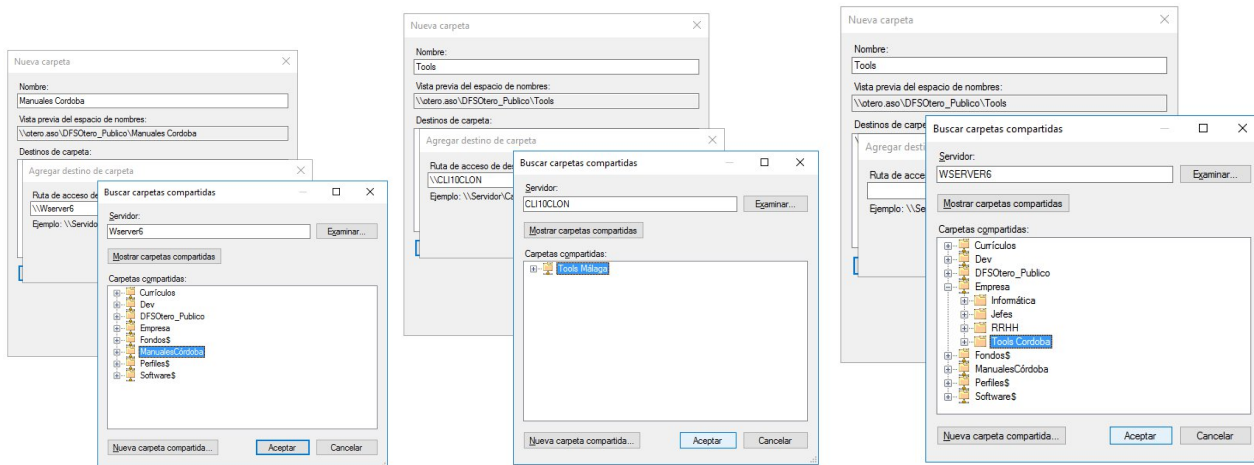 Nueva carpeta
Nombre:
Manuales Cordoba
Vista previa del espacio de nombres:
\\otero.aso\DFSOtero_Publico\Manuales Cordoba
Destinos de carpeta:
Agregar destino de carpeta
Ruta de acceso de
\\Wserver6
Ejemplo: \\Servido
Buscar carpetas compartidas
Servidor:
Wserver6
Examinar...
Mostrar carpetas compartidas
Carpetas compartidas:
Currículos
Dev
DFSOtero_Publico
Empresa
Fondos$
ManualesCórdoba
Perfiles$
Software$
Nueva carpeta compartida...
Aceptar
Cancelar
Nueva carpeta
Nombre:
Tools
Vista previa del espacio de nombres:
\\otero.aso\DFSOtero_Publico\Tools
Destinos de carpeta:
Agregar destino de carpeta
Ruta de acceso de des
\\CLI10CLON
Ejemplo: \\Servidor\Ca
Buscar carpetas compartidas
Servidor:
CLI10CLON
Examinar...
Mostrar carpetas compartidas
Carpetas compartidas:
Tools Málaga
Nueva carpeta compartida...
Aceptar
Cancelar
Nueva carpeta
Nombre:
Tools
Vista previa del espacio de nombres:
\\otero.aso\DFSOtero_Publico\Tools
Destinos de carpe
Agregar desti
Ruta de acce
Ejemplo: \\Se
Buscar carpetas compartidas
Servidor:
WSERVER6
Examinar...
Mostrar carpetas compartidas
Carpetas compartidas:
Currículos
Dev
DFSOtero_Publico
Empresa
Informática
Jefes
RRHH
Tools Cordoba
Fondos$
ManualesCórdoba
Perfiles$
Software$
Nueva carpeta compartida...
Aceptar
Cancelar